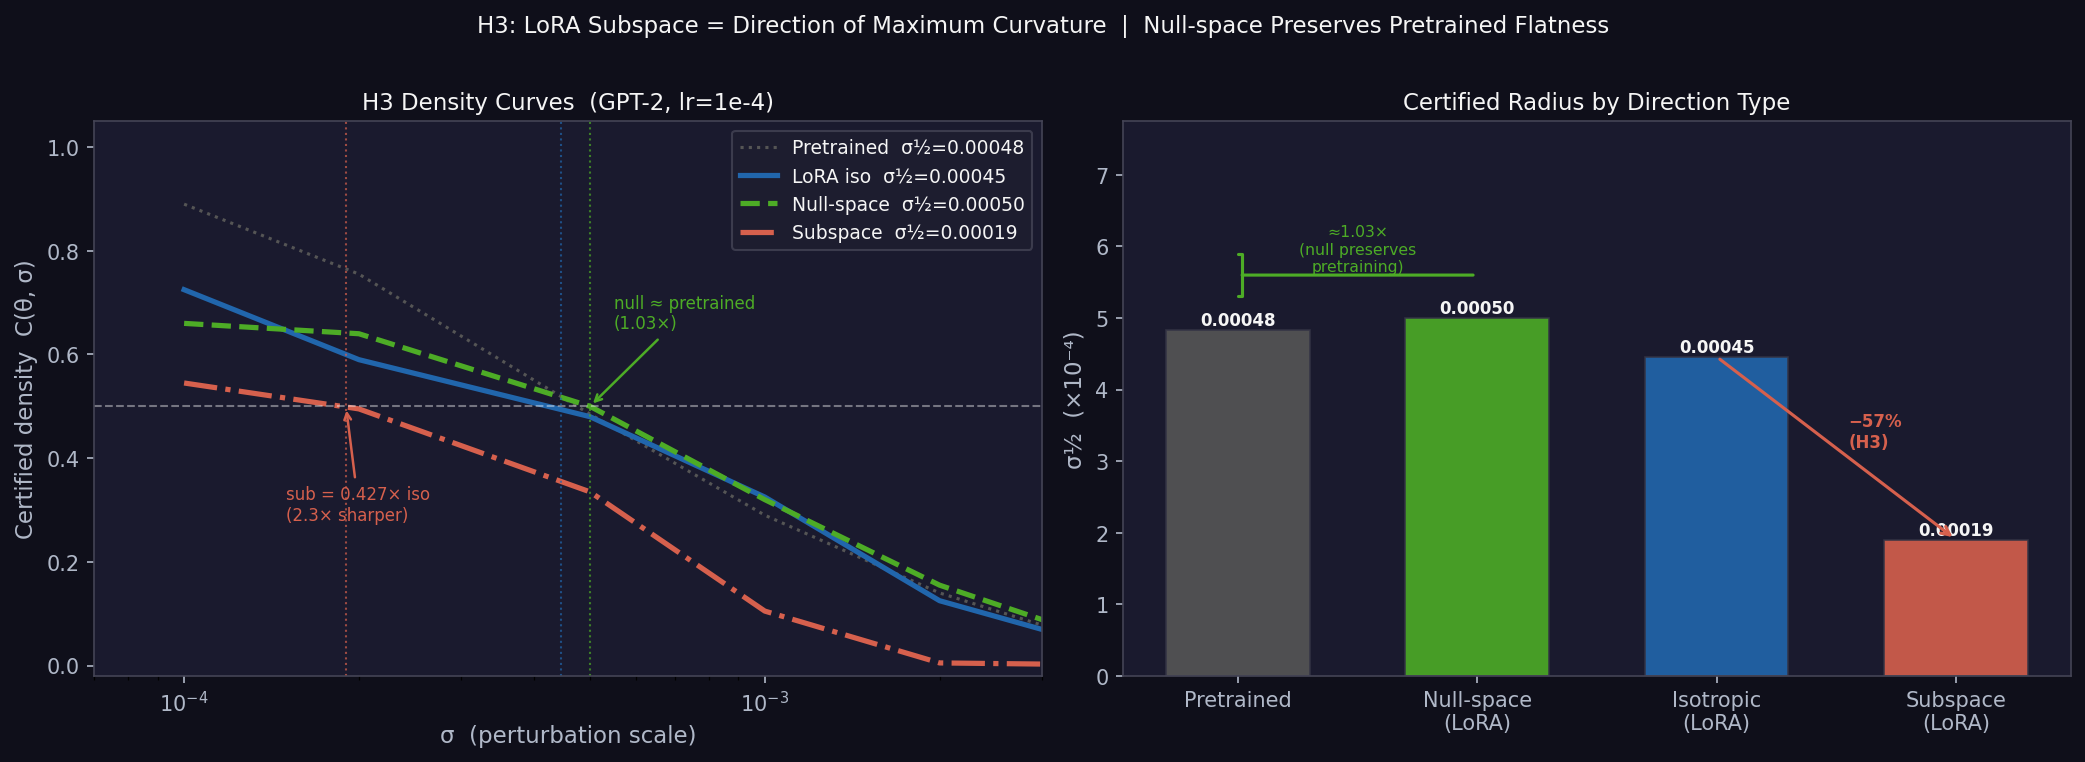 H3: LoRA Subspace = Direction of Maximum Curvature | Null-space Preserves Pretrained Flatness
H3 Density Curves (GPT-2, lr=1e-4)
Certified density C(θ, σ)
1.0
0.8
0.6
0.4
0.2
0.0
Pretrained σ½=0.00048
LoRA iso σ½=0.00045
Null-space σ½=0.00050
Subspace σ½=0.00019
null ≈ pretrained
(1.03×)
sub = 0.427× iso
(2.3× sharper)
10⁻⁴
10⁻³
σ (perturbation scale)
Certified Radius by Direction Type
σ½ (×10⁻⁴)
7
6
5
4
3
2
1
0
≈1.03×
(null preserves
pretraining)
0.00048
0.00050
0.00045
0.00019
−57%
(H3)
Pretrained
Null-space
(LoRA)
Isotropic
(LoRA)
Subspace
(LoRA)